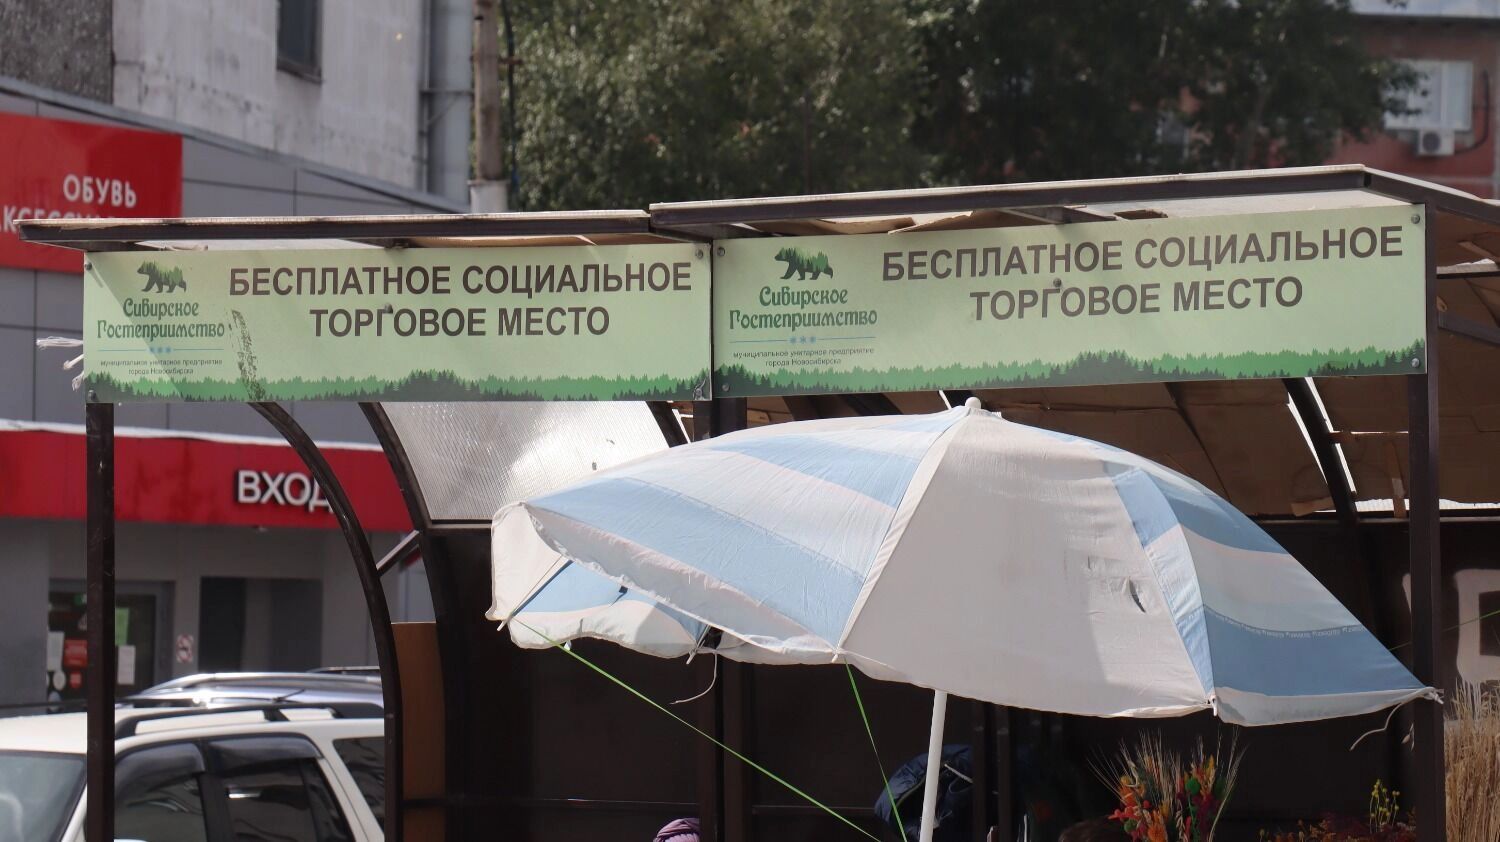 ОБУВЬ
БЕСПЛАТНОЕ СОЦИАЛЬНОЕ
ТОРГОВОЕ МЕСТО
Сибирское
Гостеприимство
муниципальное унитарное предприятие
города Новосибирска
БЕСПЛАТНОЕ СОЦИАЛЬНОЕ
ТОРГОВОЕ МЕСТО
Сибирское
Гостеприимство
муниципальное унитарное предприятие
города Новосибирска
ВХОД